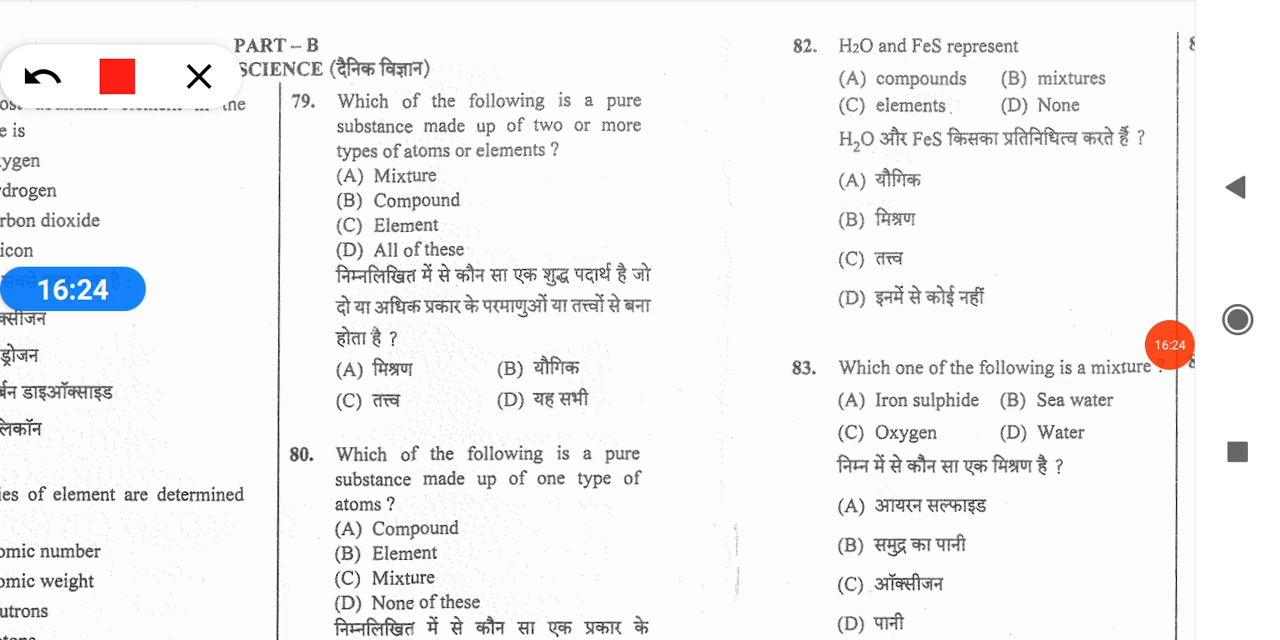 PART – B
SCIENCE (दैनिक विज्ञान)
the
e is
ygen
drogen
rbon dioxide
icon
16:24
क्सीजन
ड्रोजन
र्बन डाइऑक्साइड
लिकॉन
ies of element are determined
omic number
omic weight
utrons
79. Which of the following is a pure
substance made up of two or more
types of atoms or elements ?
(A) Mixture
(B) Compound
(C) Element
(D) All of these
निम्नलिखित में से कौन सा एक शुद्ध पदार्थ है जो
दो या अधिक प्रकार के परमाणुओं या तत्त्वों से बना
होता है ?
(A) मिश्रण (B) यौगिक
(C) तत्त्व (D) यह सभी
80. Which of the following is a pure
substance made up of one type of
atoms ?
(A) Compound
(B) Element
(C) Mixture
(D) None of these
निम्नलिखित में से कौन सा एक प्रकार के
82. H2O and FeS represent
(A) compounds (B) mixtures
(C) elements (D) None
H₂O और FeS किसका प्रतिनिधित्व करते हैं ?
(A) यौगिक
(B) मिश्रण
(C) तत्त्व
(D) इनमें से कोई नहीं
16:24
83. Which one of the following is a mixture ?
(A) Iron sulphide (B) Sea water
(C) Oxygen (D) Water
निम्न में से कौन सा एक मिश्रण है ?
(A) आयरन सल्फाइड
(B) समुद्र का पानी
(C) ऑक्सीजन
(D) पानी